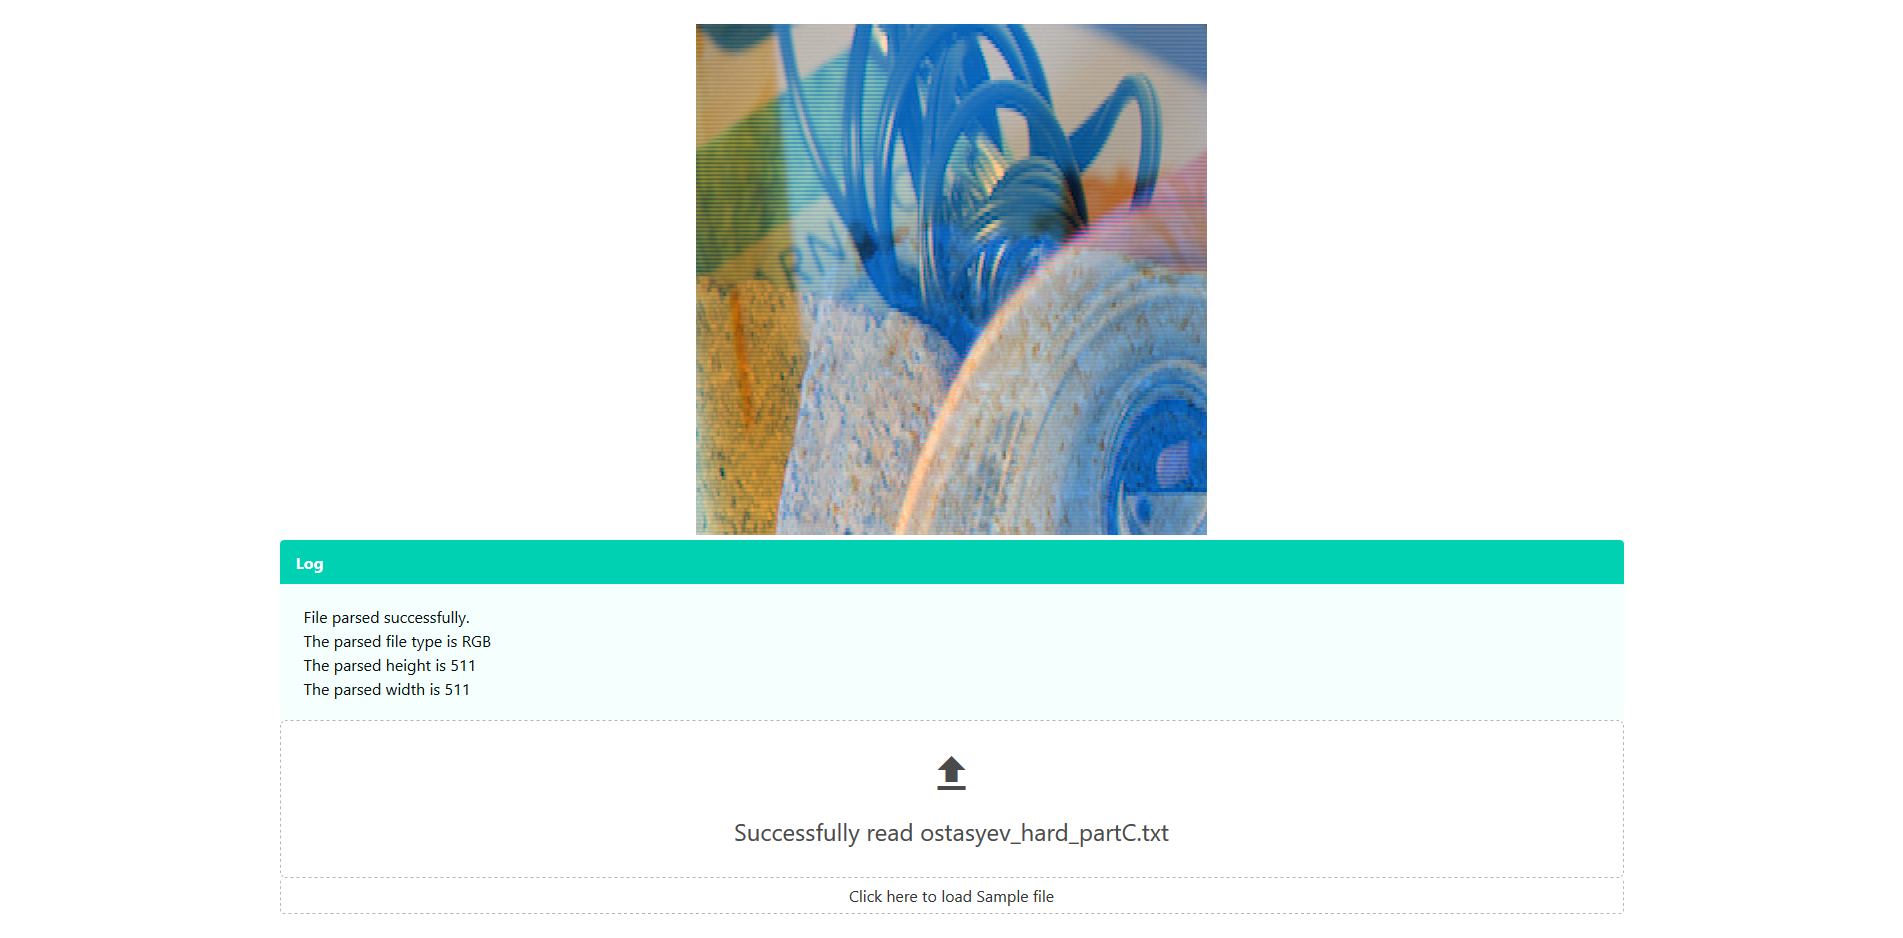 RN
Log
File parsed successfully.
The parsed file type is RGB
The parsed height is 511
The parsed width is 511
Successfully read ostasyev_hard_partC.txt
Click here to load Sample file